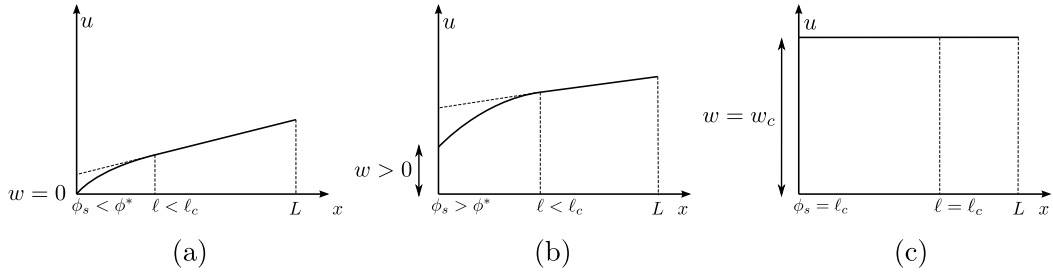 u
w = 0
ϕ_s < ϕ*
ℓ < ℓ_c
L
x
(a)
u
w > 0
ϕ_s > ϕ*
ℓ < ℓ_c
L
x
(b)
u
w = w_c
ϕ_s = ℓ_c
ℓ = ℓ_c
L
x
(c)